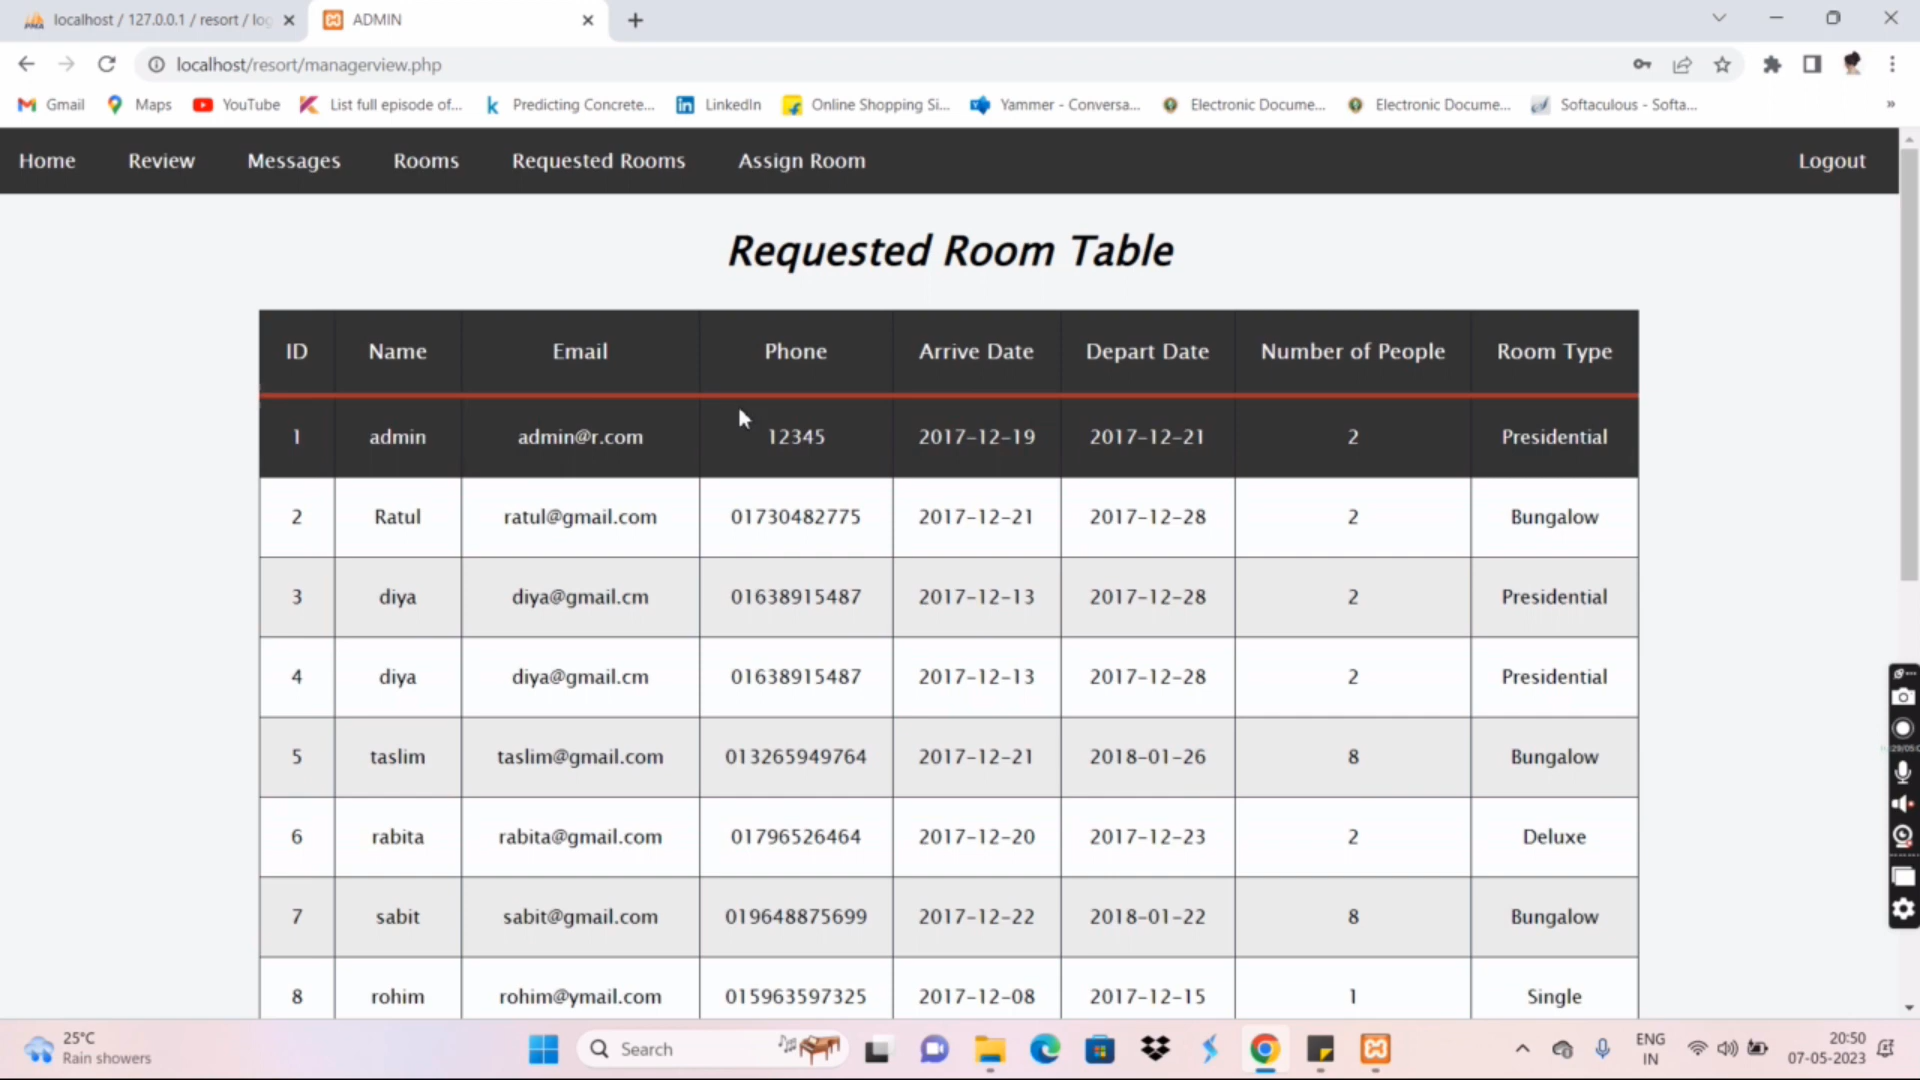 localhost / 127.0.0.1 / resort / log
ADMIN
localhost/resort/managerview.php
Gmail Maps YouTube List full episode of... Predicting Concrete... LinkedIn Online Shopping Si... Yammer - Conversa... Electronic Docume... Electronic Docume... Softaculous - Softa... »
Home Review Messages Rooms Requested Rooms Assign Room Logout
Requested Room Table
ID Name Email Phone Arrive Date Depart Date Number of People Room Type
1 admin admin@r.com 12345 2017-12-19 2017-12-21 2 Presidential
2 Ratul ratul@gmail.com 01730482775 2017-12-21 2017-12-28 2 Bungalow
3 diya diya@gmail.cm 01638915487 2017-12-13 2017-12-28 2 Presidential
4 diya diya@gmail.cm 01638915487 2017-12-13 2017-12-28 2 Presidential
5 taslim taslim@gmail.com 013265949764 2017-12-21 2018-01-26 8 Bungalow
6 rabita rabita@gmail.com 01796526464 2017-12-20 2017-12-23 2 Deluxe
7 sabit sabit@gmail.com 019648875699 2017-12-22 2018-01-22 8 Bungalow
8 rohim rohim@ymail.com 015963597325 2017-12-08 2017-12-15 1 Single
25°C
Rain showers
Search
ENG
IN
20:50
07-05-2023